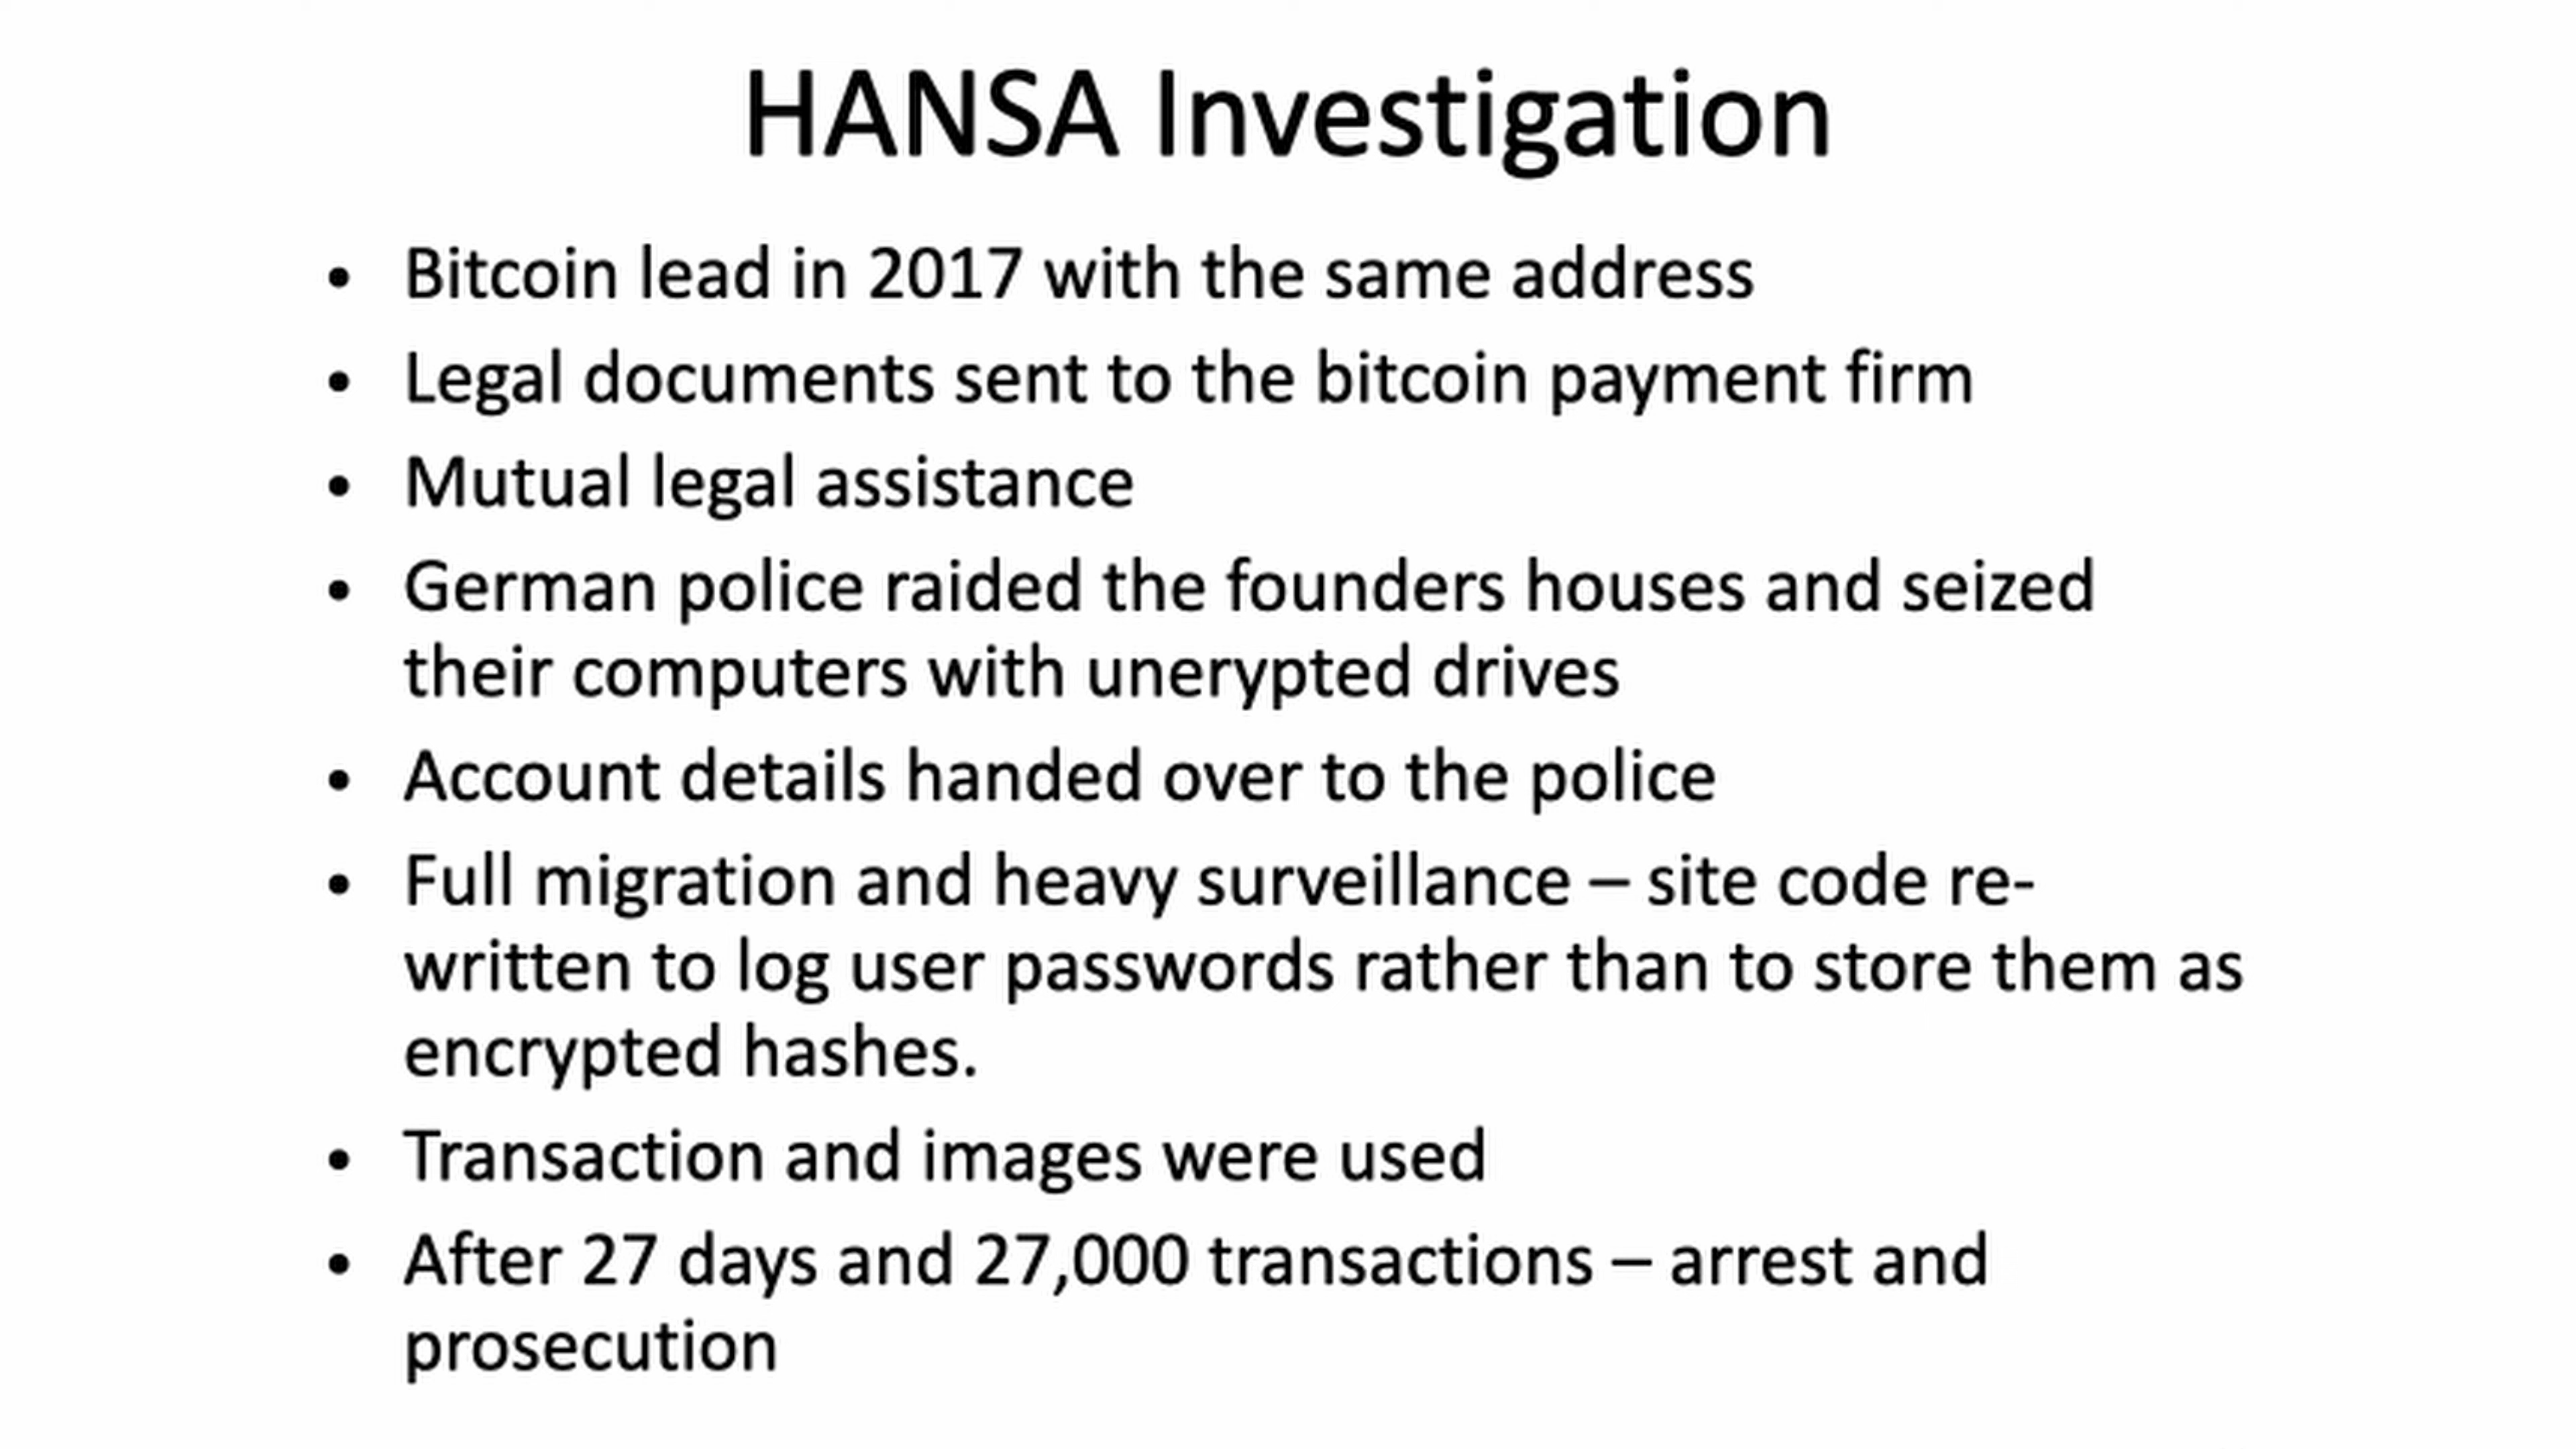 HANSA Investigation
• Bitcoin lead in 2017 with the same address
• Legal documents sent to the bitcoin payment firm
• Mutual legal assistance
• German police raided the founders houses and seized
their computers with unerypted drives
• Account details handed over to the police
• Full migration and heavy surveillance – site code re-
written to log user passwords rather than to store them as
encrypted hashes.
• Transaction and images were used
• After 27 days and 27,000 transactions – arrest and
prosecution